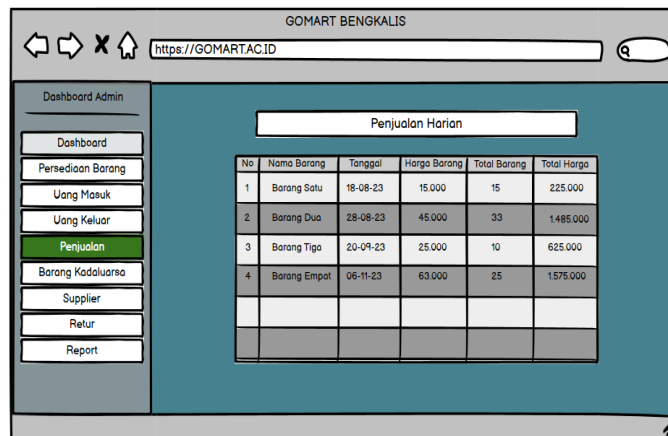 GOMART BENGKALIS
https://GOMART.AC.ID
Dashboard Admin
Dashboard
Persediaan Barang
Uang Masuk
Uang Keluar
Penjualan
Barang Kadaluarsa
Supplier
Retur
Report
Penjualan Harian
No Nama Barang Tanggal Harga Barang Total Barang Total Harga
1 Barang Satu 18-08-23 15.000 15 225.000
2 Barang Dua 28-08-23 45.000 33 1.485.000
3 Barang Tiga 20-09-23 25.000 10 625.000
4 Barang Empat 06-11-23 63.000 25 1.575.000